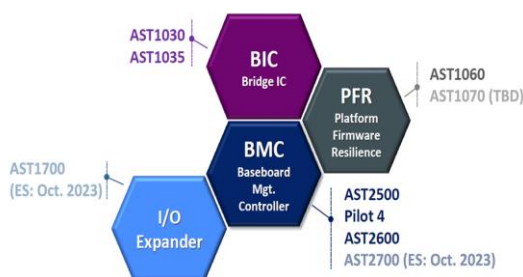 AST1030
AST1035
BIC
Bridge IC
PFR
Platform
Firmware
Resilience
AST1060
AST1070 (TBD)
BMC
Baseboard
Mgt.
Controller
AST1700
(ES: Oct. 2023)
I/O
Expander
AST2500
Pilot 4
AST2600
AST2700 (ES: Oct. 2023)